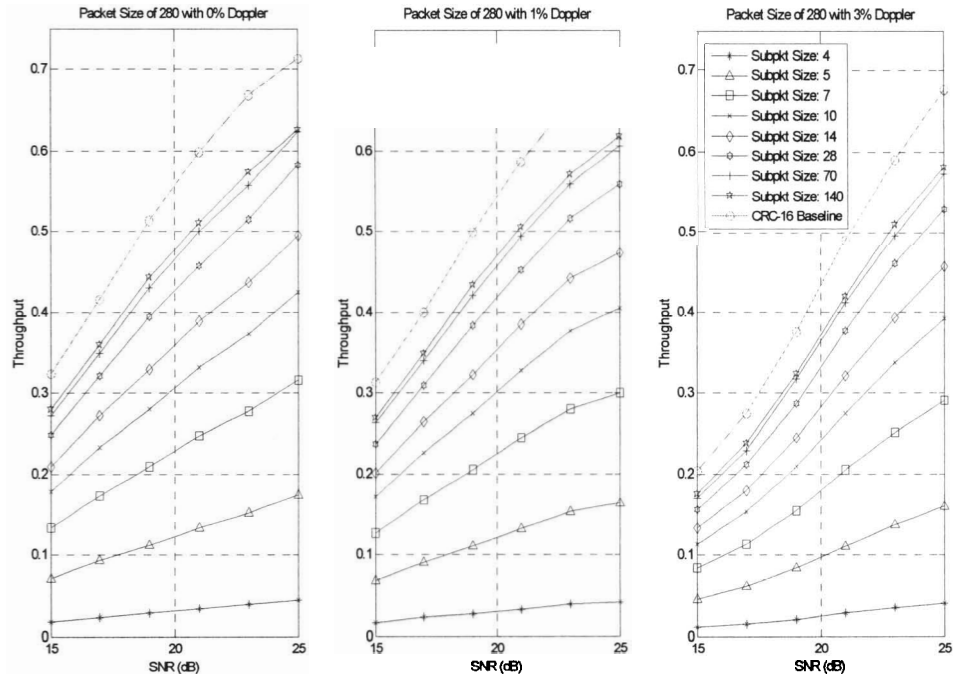 Packet Size of 280 with 0% Doppler
0.7
0.6
0.5
0.4
0.3
0.2
0.1
0
Throughput
15
20
25
SNR (dB)
Packet Size of 280 with 1% Doppler
0.6
0.5
0.4
0.3
0.2
0.1
0
Throughput
15
20
25
SNR (dB)
Packet Size of 280 with 3% Doppler
0.7
0.6
0.5
0.4
0.3
0.2
0.1
0
Throughput
15
20
25
SNR (dB)
Subpkt Size: 4
Subpkt Size: 5
Subpkt Size: 7
Subpkt Size: 10
Subpkt Size: 14
Subpkt Size: 28
Subpkt Size: 70
Subpkt Size: 140
CRC-16 Baseline